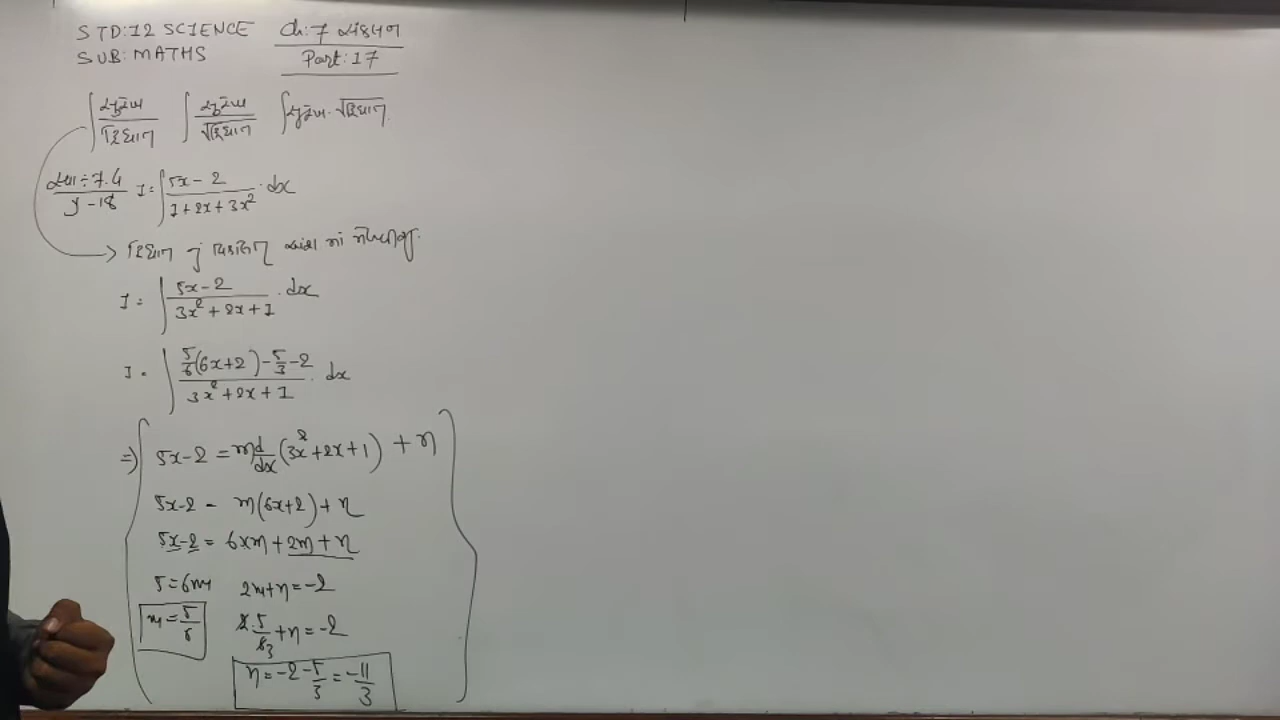 STD:12 SCIENCE Ch:7 સંકલન
SUB: MATHS Part:17
∫ સુરેખ/દ્વિઘાત ∫ સુરેખ/√દ્વિઘાત ∫ સુરેખ · √દ્વિઘાત
સ્વા ÷ 7.4 / y - 18 I = ∫ (5x - 2)/(1 + 2x + 3x²) · dx
→ દ્વિઘાત નું વિકલન અંશ માં
I = ∫ (5x - 2)/(3x² + 2x + 1) · dx
I = ∫ (5/6(6x+2) - 5/3 - 2)/(3x² + 2x + 1) · dx
⇒ 5x - 2 = m d/dx (3x² + 2x + 1) + n
5x - 2 = m(6x+2) + n
5x - 2 = 6xm + 2m + n
5 = 6m 2m + n = -2
m = 5/6 2 · 5/6 3 + n = -2
n = -2 - 5/3 = -11/3